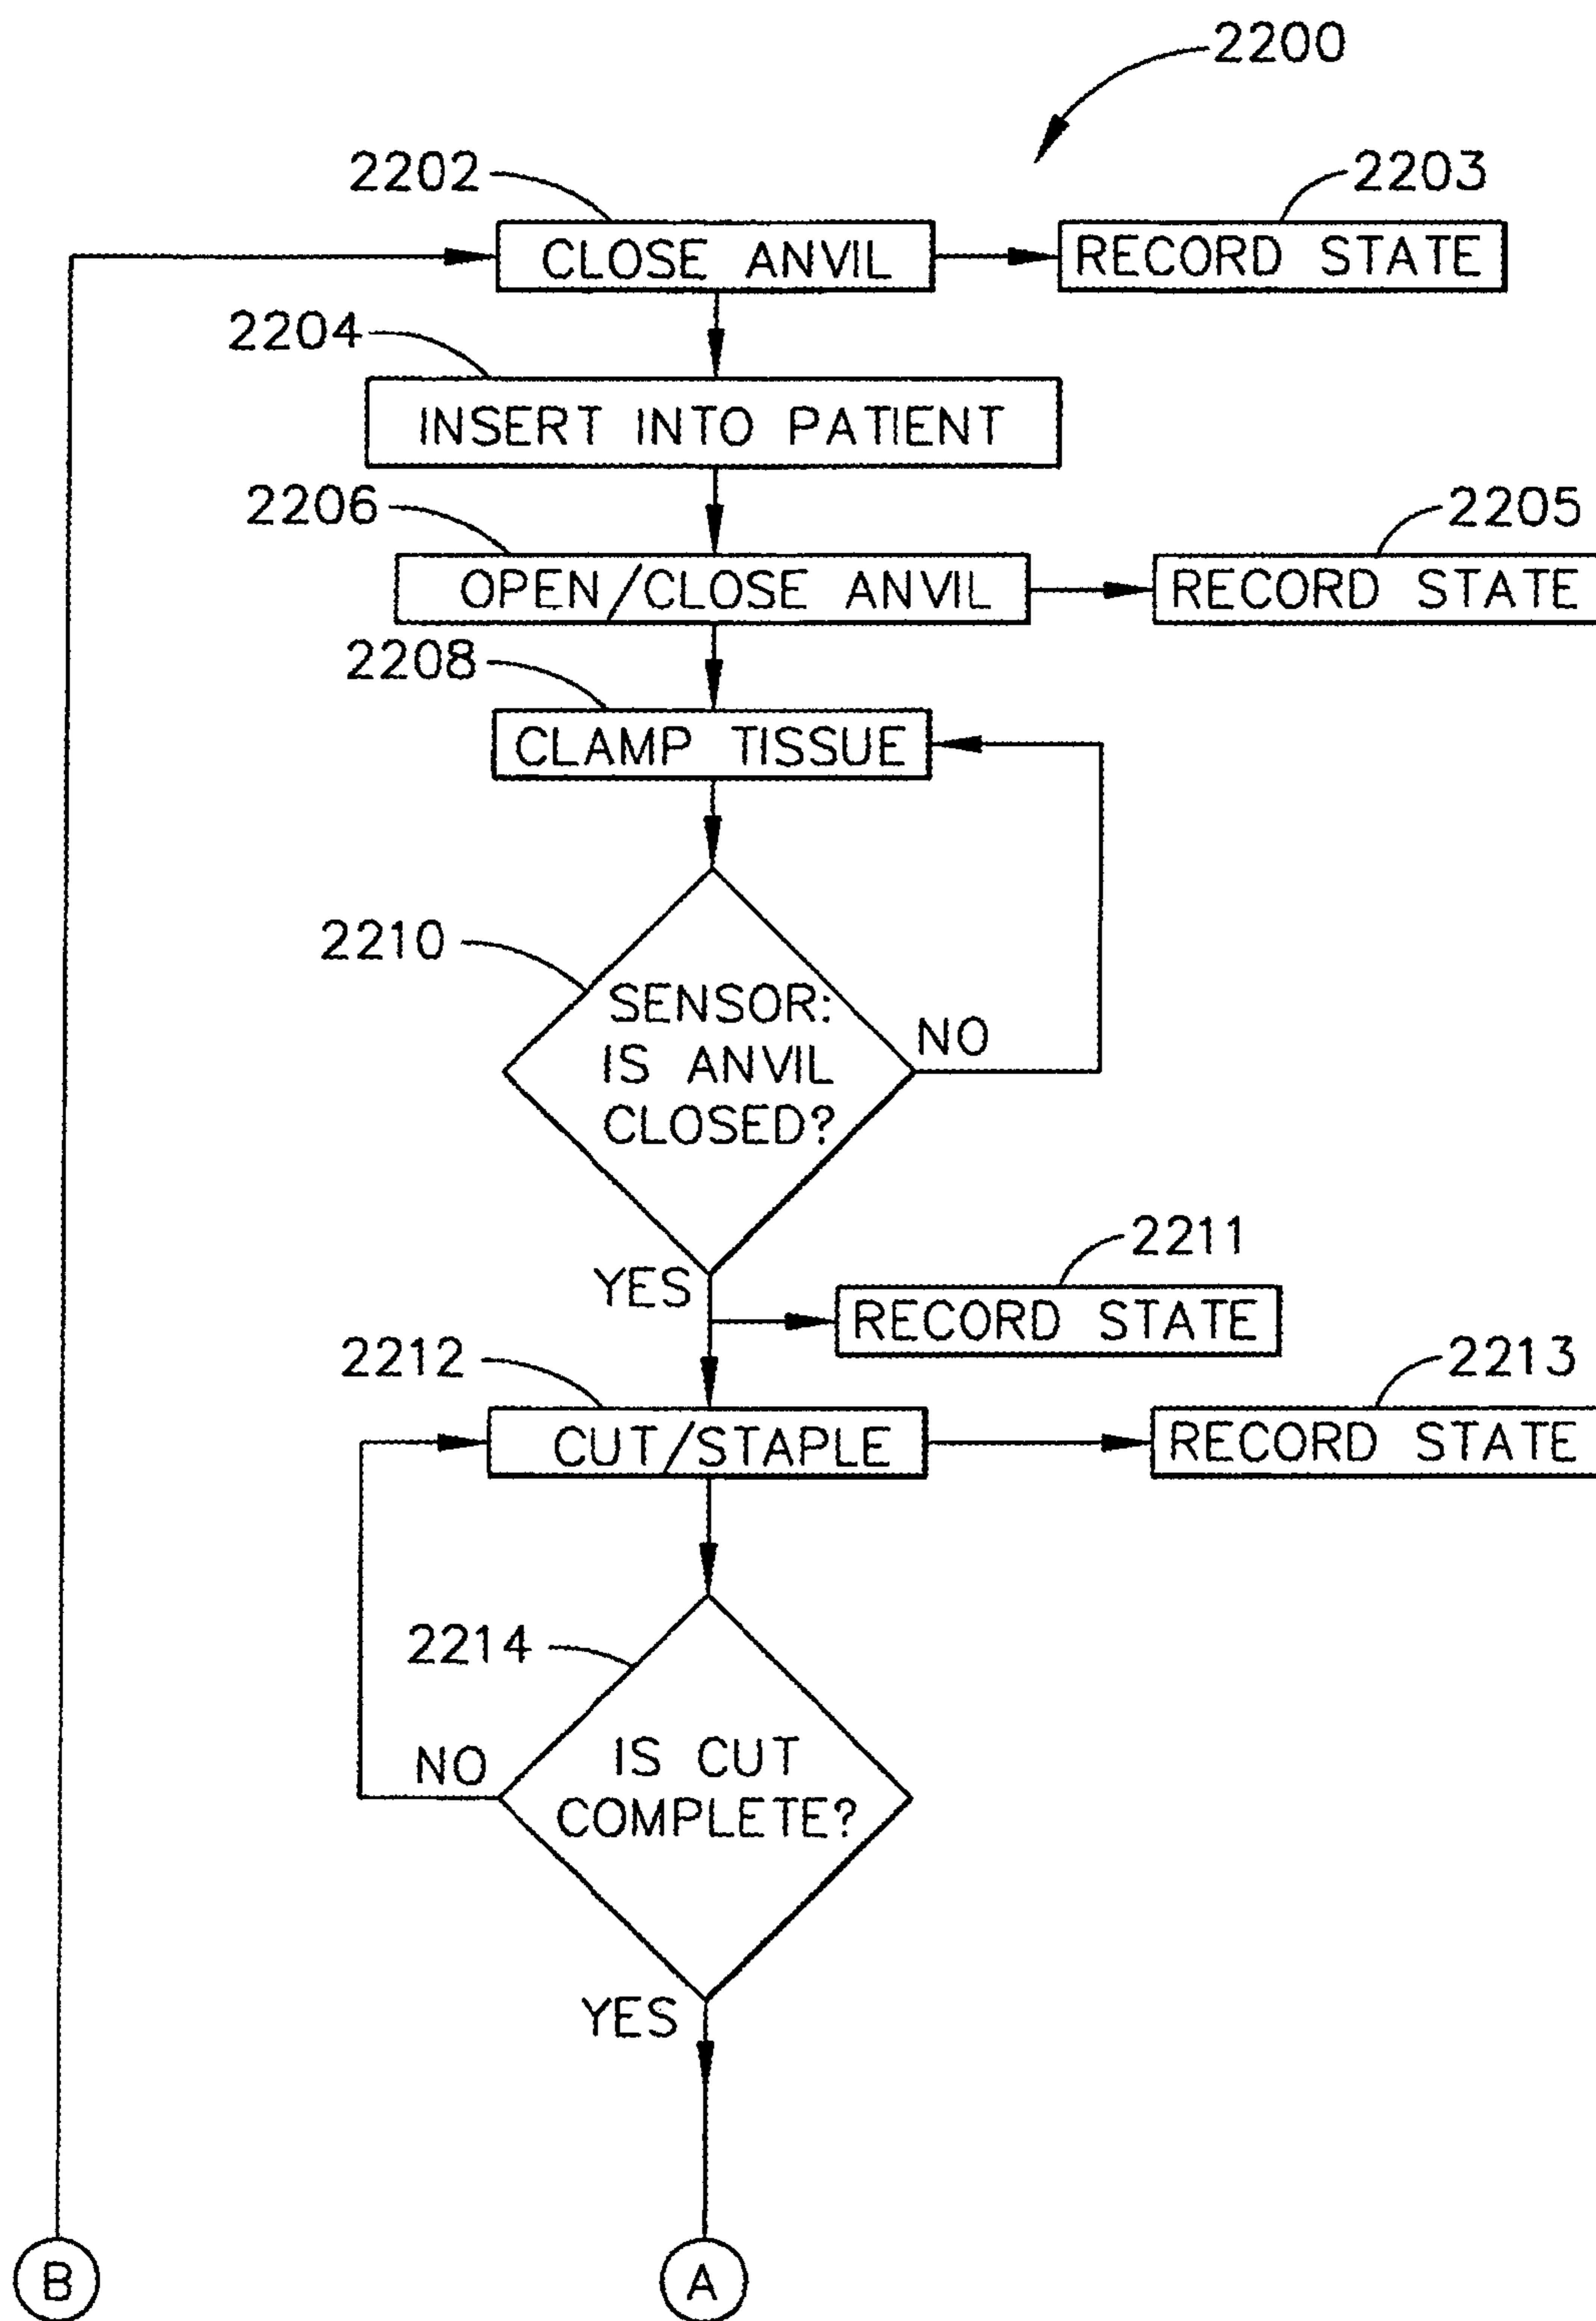 2200
2202
2203
CLOSE ANVIL
RECORD STATE
2204
INSERT INTO PATIENT
2206
2205
OPEN/CLOSE ANVIL
RECORD STATE
2208
CLAMP TISSUE
2210
SENSOR:
IS ANVIL
CLOSED?
NO
YES
2211
RECORD STATE
2212
2213
CUT/STAPLE
RECORD STATE
2214
IS CUT
COMPLETE?
NO
YES
B
A